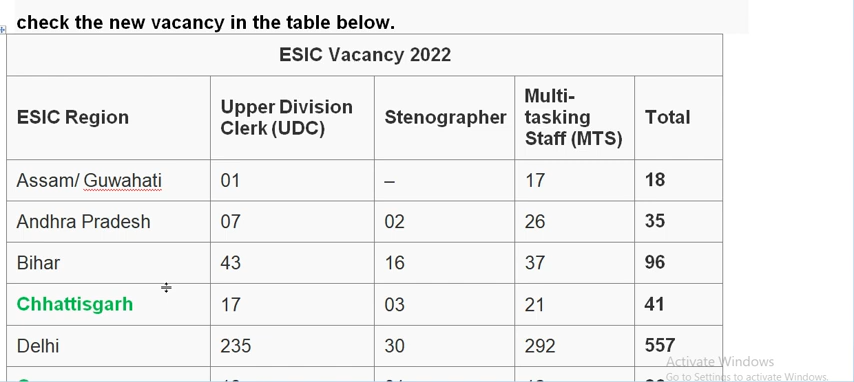 check the new vacancy in the table below.
ESIC Vacancy 2022
ESIC Region Upper Division Clerk (UDC) Stenographer Multi-tasking Staff (MTS) Total
Assam/ Guwahati 01 – 17 18
Andhra Pradesh 07 02 26 35
Bihar 43 16 37 96
Chhattisgarh 17 03 21 41
Delhi 235 30 292 557
Activate Windows
Go to Settings to activate Windows.